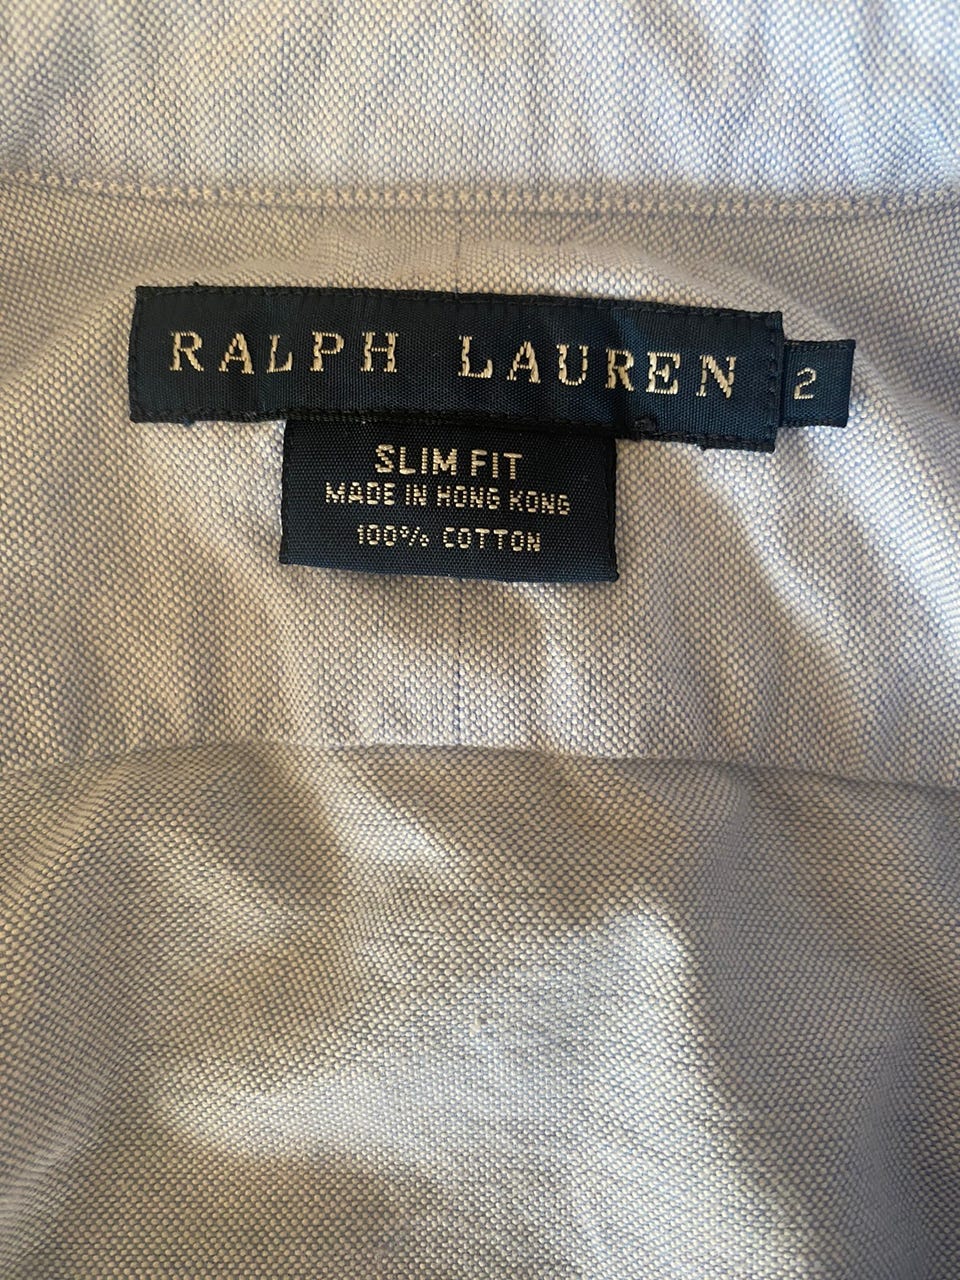 RALPH LAUREN
2
SLIM FIT
MADE IN HONG KONG
100% COTTON